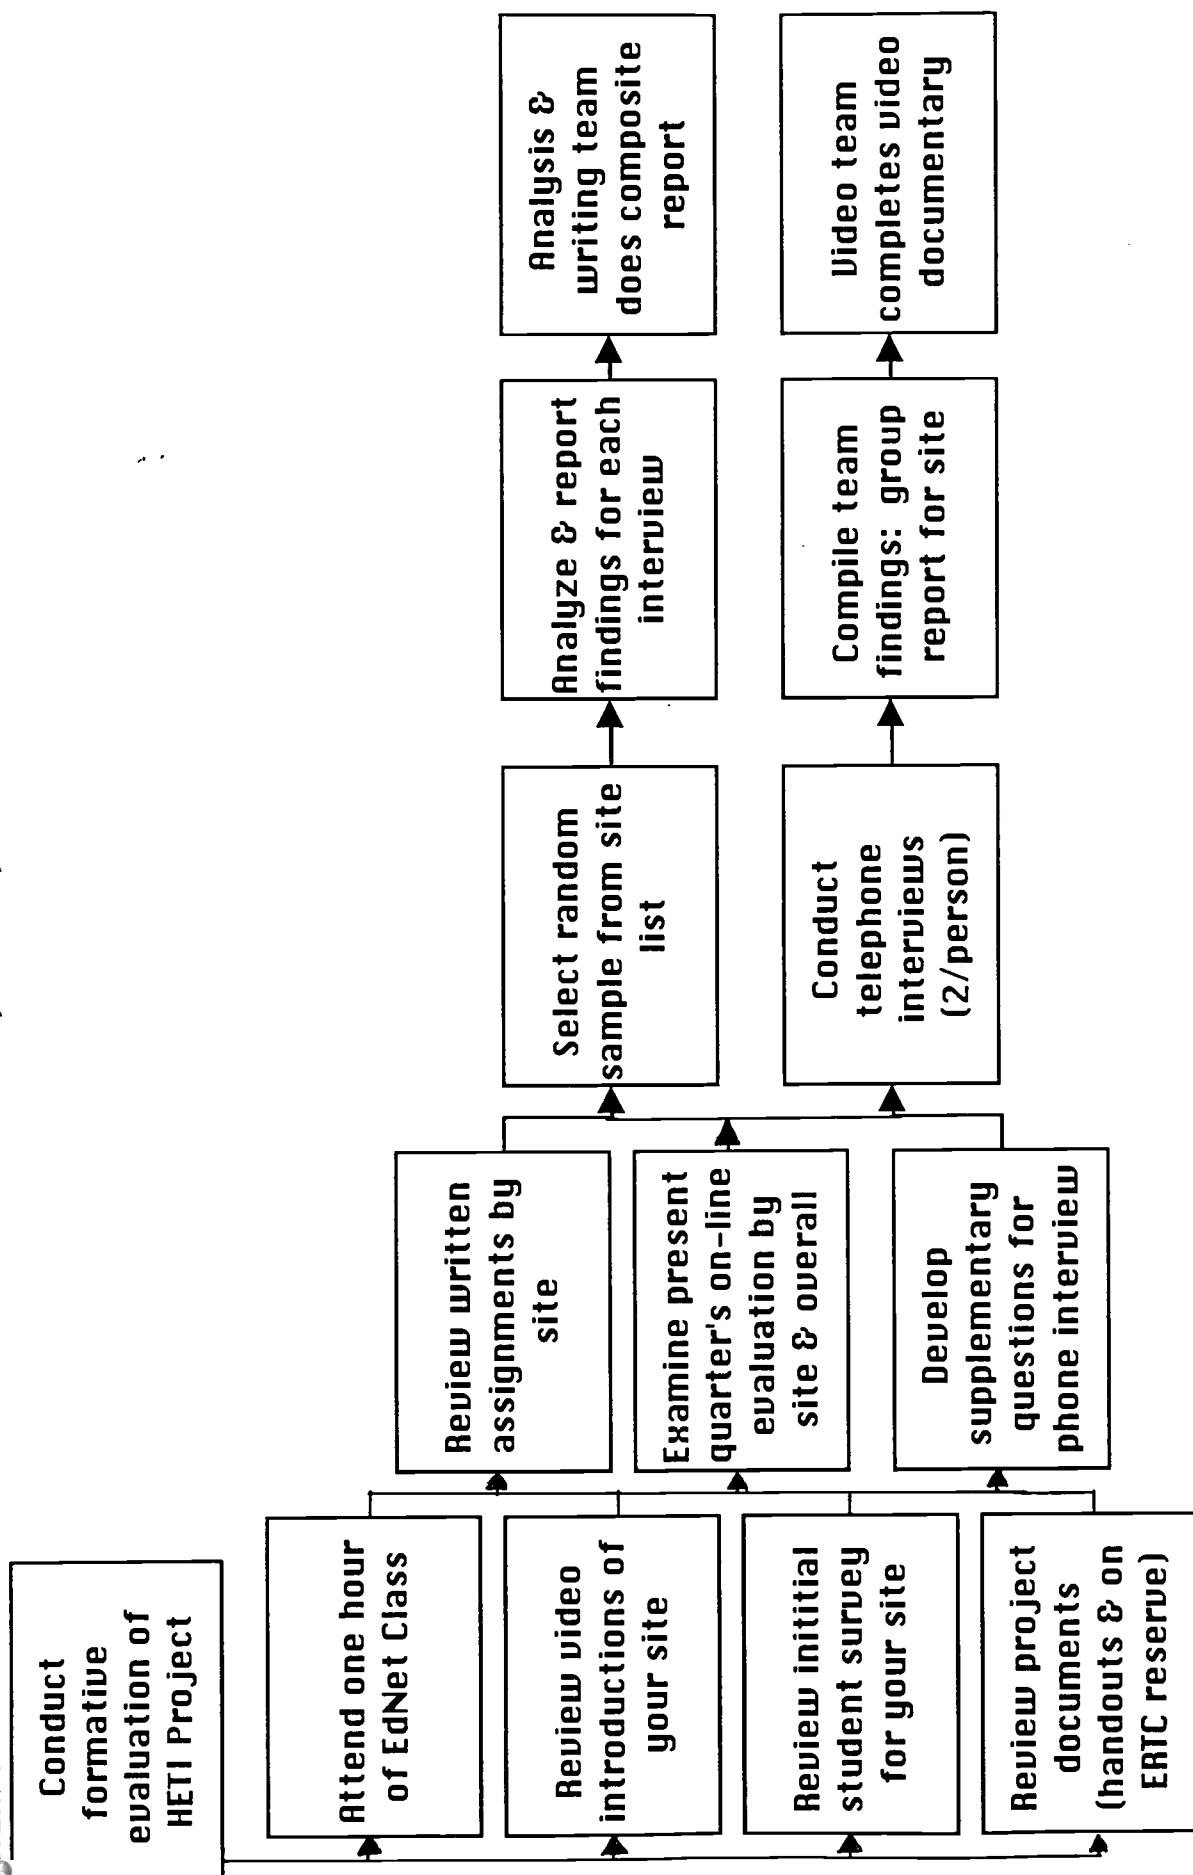 Conduct
formative
evaluation of
HETI Project
Attend one hour
of EdNet Class
Review video
introductions of
your site
Review initital
student survey
for your site
Review project
documents
(handouts & on
ERTC reserve)
Review written
assignments by
site
Examine present
quarter's on-line
evaluation by
site & overall
Develop
supplementary
questions for
phone interview
Select random
sample from site
list
Conduct
telephone
interviews
(2/person)
Analyze & report
findings for each
interview
Compile team
findings: group
report for site
Analysis &
writing team
does composite
report
Video team
completes video
documentary